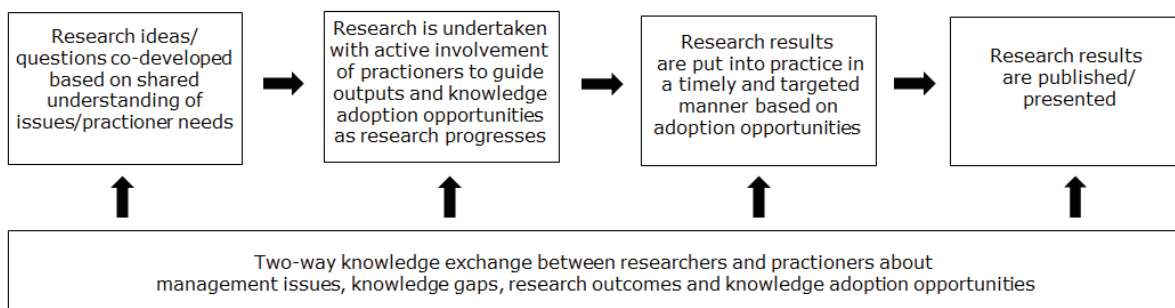 Research ideas/
questions co-developed
based on shared
understanding of
issues/practioner needs
Research is undertaken
with active involvement
of practioners to guide
outputs and knowledge
adoption opportunities
as research progresses
Research results
are put into practice in
a timely and targeted
manner based on
adoption opportunities
Research results
are published/
presented
Two-way knowledge exchange between researchers and practioners about
management issues, knowledge gaps, research outcomes and knowledge adoption opportunities